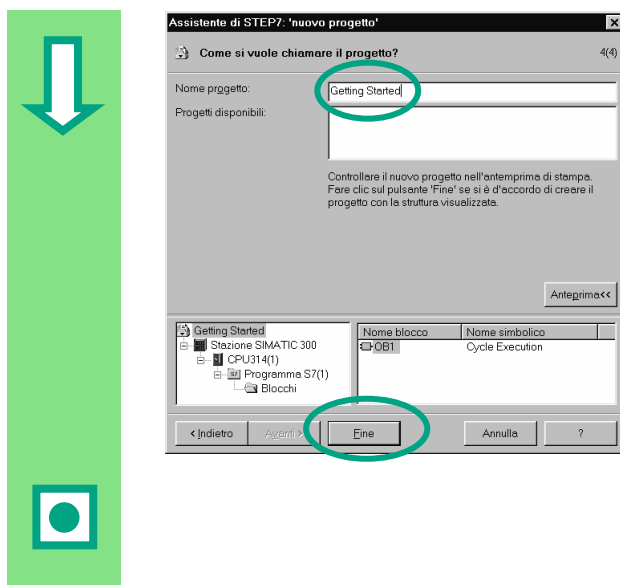 Assistente di STEP7: 'nuovo progetto'
Come si vuole chiamare il progetto? 4(4)
Nome progetto: Getting Started
Progetti disponibili:
Controllare il nuovo progetto nell'antemprima di stampa.
Fare clic sul pulsante 'Fine' se si è d'accordo di creare il
progetto con la struttura visualizzata.
Anteprima<<
Getting Started
Stazione SIMATIC 300
CPU314(1)
Programma S7(1)
Blocchi
Nome blocco Nome simbolico
OB1 Cycle Execution
< Indietro Avanti > Fine Annulla ?